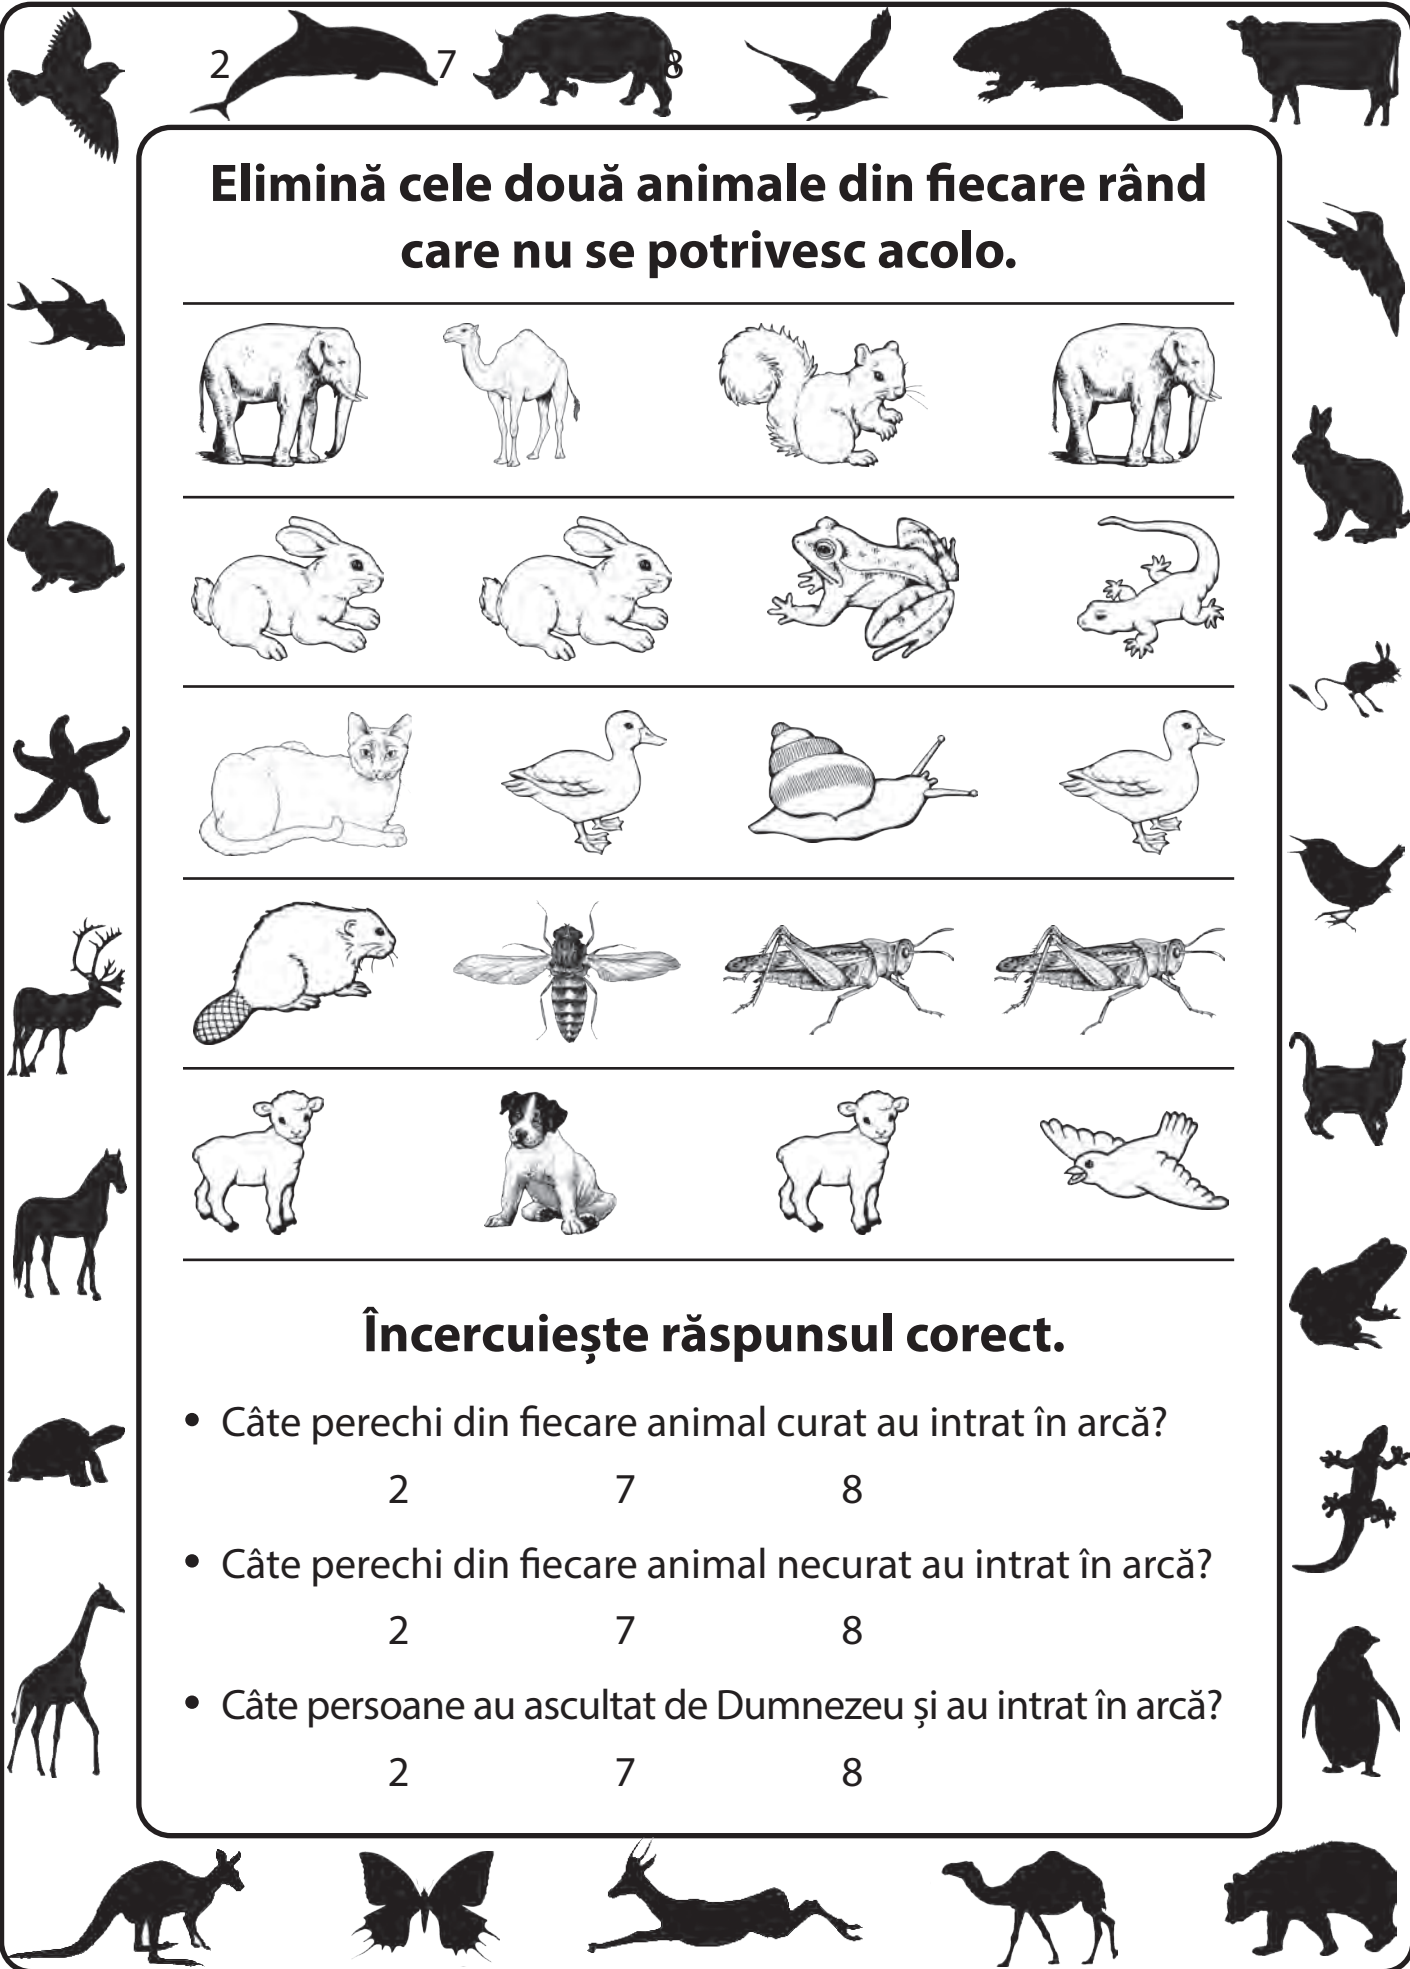 2 7 8
Elimină cele două animale din fiecare rând
care nu se potrivesc acolo.
Încercuiește răspunsul corect.
• Câte perechi din fiecare animal curat au intrat în arcă?
2 7 8
• Câte perechi din fiecare animal necurat au intrat în arcă?
2 7 8
• Câte persoane au ascultat de Dumnezeu și au intrat în arcă?
2 7 8